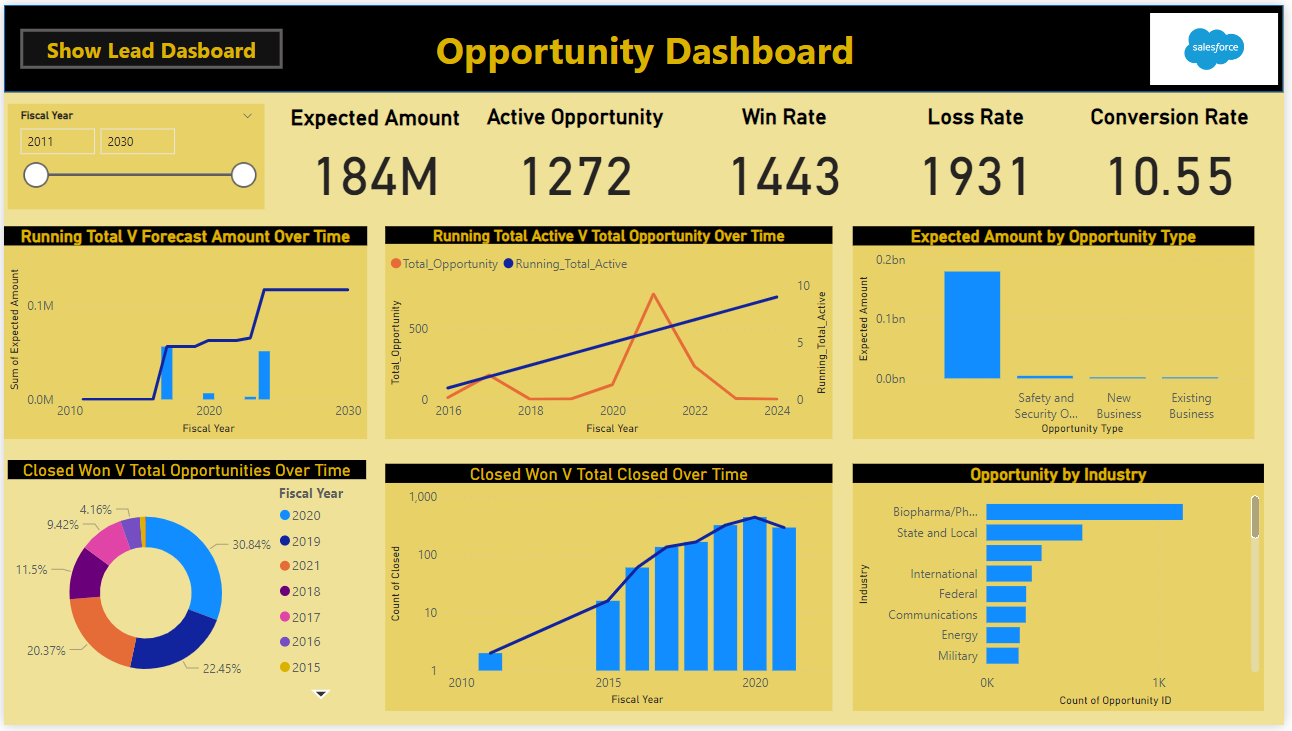 Show Lead Dasboard
Opportunity Dashboard
salesforce
Fiscal Year
2011
2030
Expected Amount
184M
Active Opportunity
1272
Win Rate
1443
Loss Rate
1931
Conversion Rate
10.55
Running Total V Forecast Amount Over Time
Sum of Expected Amount
0.1M
0.0M
2010
2020
2030
Fiscal Year
Running Total Active V Total Opportunity Over Time
Total_Opportunity
Running_Total_Active
Total_Opportunity
500
0
10
5
0
Running_Total_Active
2016
2018
2020
2022
2024
Fiscal Year
Expected Amount by Opportunity Type
Expected Amount
0.2bn
0.1bn
0.0bn
Safety and
Security O...
New
Business
Existing
Business
Opportunity Type
Closed Won V Total Opportunities Over Time
4.16%
9.42%
11.5%
20.37%
22.45%
30.84%
Fiscal Year
2020
2019
2021
2018
2017
2016
2015
Closed Won V Total Closed Over Time
Count of Closed
1,000
100
10
1
2010
2015
2020
Fiscal Year
Opportunity by Industry
Industry
Biopharma/Ph...
State and Local
International
Federal
Communications
Energy
Military
0K
1K
Count of Opportunity ID